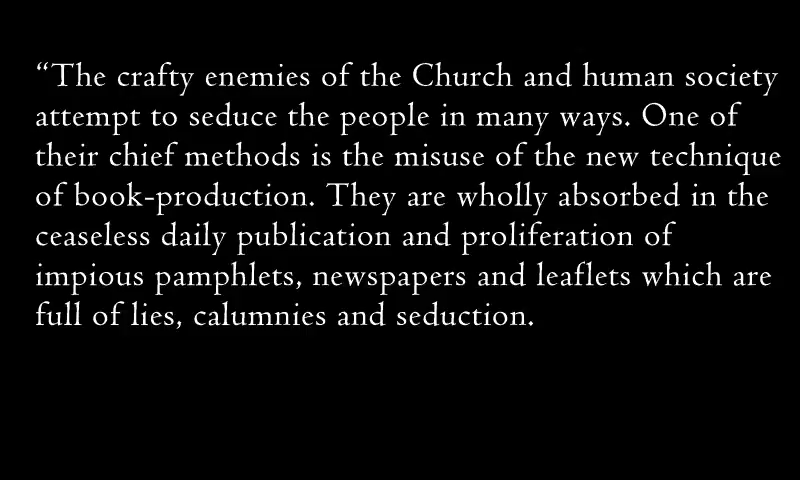 “The crafty enemies of the Church and human society
attempt to seduce the people in many ways. One of
their chief methods is the misuse of the new technique
of book-production. They are wholly absorbed in the
ceaseless daily publication and proliferation of
impious pamphlets, newspapers and leaflets which are
full of lies, calumnies and seduction.